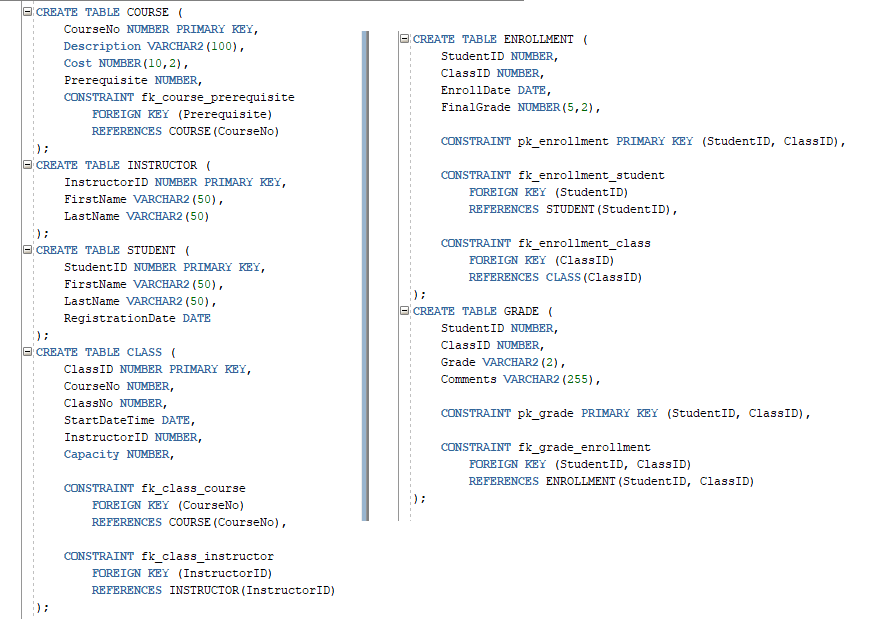 CREATE TABLE COURSE (
CourseNo NUMBER PRIMARY KEY,
Description VARCHAR2(100),
Cost NUMBER(10,2),
Prerequisite NUMBER,
CONSTRAINT fk_course_prerequisite
FOREIGN KEY (Prerequisite)
REFERENCES COURSE(CourseNo)
);
CREATE TABLE INSTRUCTOR (
InstructorID NUMBER PRIMARY KEY,
FirstName VARCHAR2(50),
LastName VARCHAR2(50)
);
CREATE TABLE STUDENT (
StudentID NUMBER PRIMARY KEY,
FirstName VARCHAR2(50),
LastName VARCHAR2(50),
RegistrationDate DATE
);
CREATE TABLE CLASS (
ClassID NUMBER PRIMARY KEY,
CourseNo NUMBER,
ClassNo NUMBER,
StartDateTime DATE,
InstructorID NUMBER,
Capacity NUMBER,
CONSTRAINT fk_class_course
FOREIGN KEY (CourseNo)
REFERENCES COURSE(CourseNo),
CONSTRAINT fk_class_instructor
FOREIGN KEY (InstructorID)
REFERENCES INSTRUCTOR(InstructorID)
);
CREATE TABLE ENROLLMENT (
StudentID NUMBER,
ClassID NUMBER,
EnrollDate DATE,
FinalGrade NUMBER(5,2),
CONSTRAINT pk_enrollment PRIMARY KEY (StudentID, ClassID),
CONSTRAINT fk_enrollment_student
FOREIGN KEY (StudentID)
REFERENCES STUDENT(StudentID),
CONSTRAINT fk_enrollment_class
FOREIGN KEY (ClassID)
REFERENCES CLASS(ClassID)
);
CREATE TABLE GRADE (
StudentID NUMBER,
ClassID NUMBER,
Grade VARCHAR2(2),
Comments VARCHAR2(255),
CONSTRAINT pk_grade PRIMARY KEY (StudentID, ClassID),
CONSTRAINT fk_grade_enrollment
FOREIGN KEY (StudentID, ClassID)
REFERENCES ENROLLMENT(StudentID, ClassID)
);